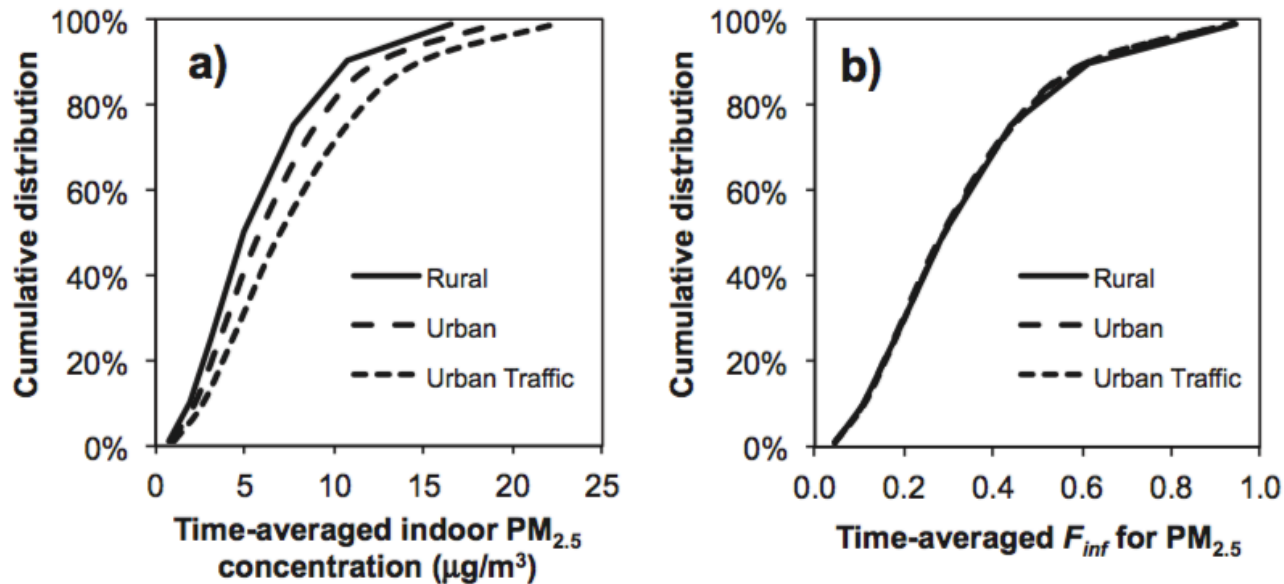 a)
Cumulative distribution
100%
80%
60%
40%
20%
0%
Rural
Urban
Urban Traffic
0 5 10 15 20 25
Time-averaged indoor PM2.5
concentration (µg/m³)
b)
Cumulative distribution
100%
80%
60%
40%
20%
0%
Rural
Urban
Urban Traffic
0.0 0.2 0.4 0.6 0.8 1.0
Time-averaged Finf for PM2.5